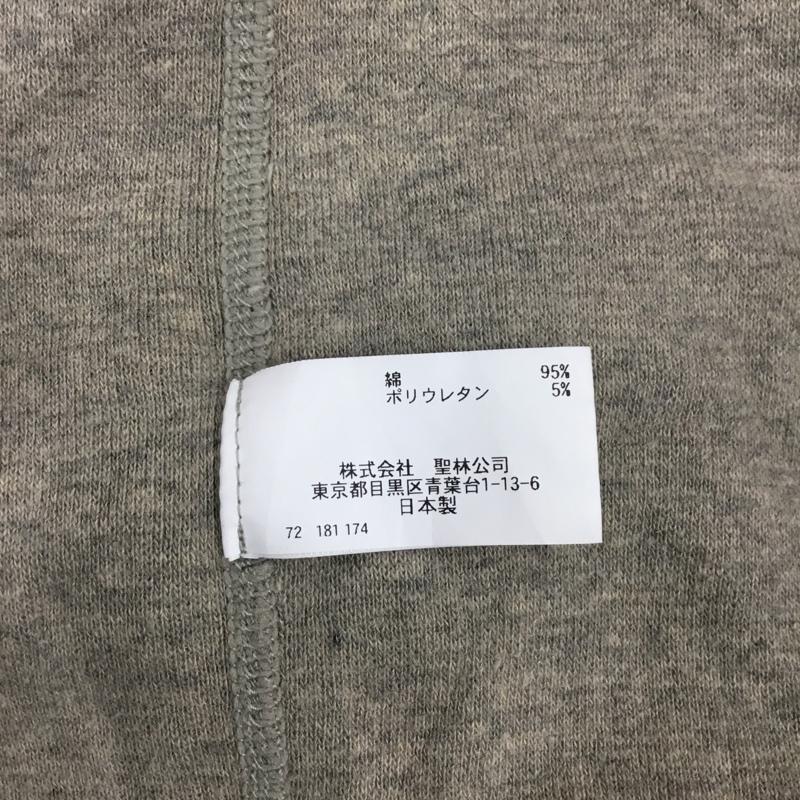 綿 95%
ポリウレタン 5%
株式会社 聖林公司
東京都目黒区青葉台1-13-6
日本製
72 181 174